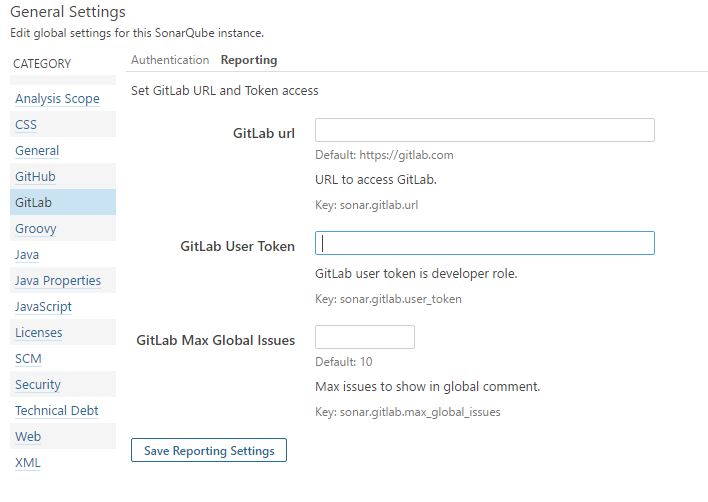 General Settings
Edit global settings for this SonarQube instance.
CATEGORY
Analysis Scope
CSS
General
GitHub
GitLab
Groovy
Java
Java Properties
JavaScript
Licenses
SCM
Security
Technical Debt
Web
XML
Authentication Reporting
Set GitLab URL and Token access
GitLab url
Default: https://gitlab.com
URL to access GitLab.
Key: sonar.gitlab.url
GitLab User Token
GitLab user token is developer role.
Key: sonar.gitlab.user_token
GitLab Max Global Issues
Default: 10
Max issues to show in global comment.
Key: sonar.gitlab.max_global_issues
Save Reporting Settings